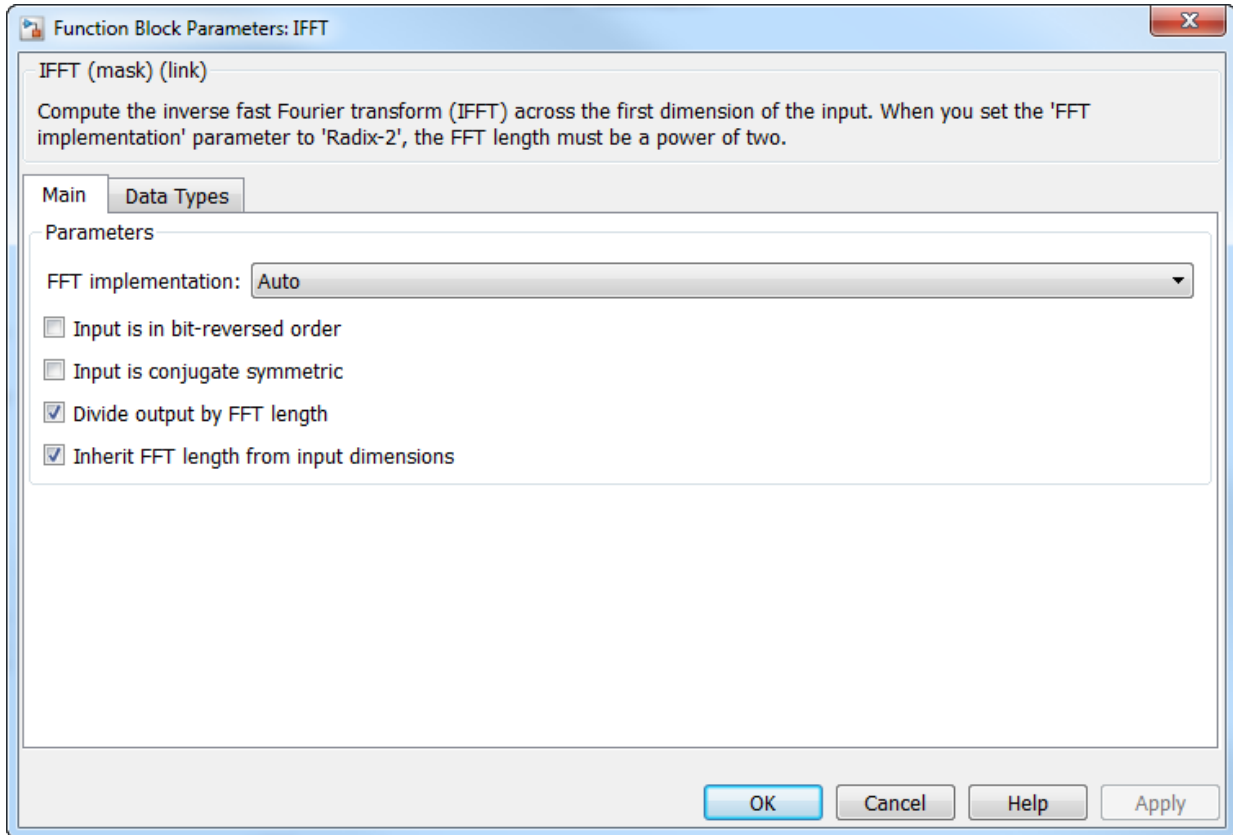 Function Block Parameters: IFFT
X
IFFT (mask) (link)
Compute the inverse fast Fourier transform (IFFT) across the first dimension of the input. When you set the 'FFT
implementation' parameter to 'Radix-2', the FFT length must be a power of two.
Main Data Types
Parameters
FFT implementation: Auto
Input is in bit-reversed order
Input is conjugate symmetric
Divide output by FFT length
Inherit FFT length from input dimensions
OK Cancel Help Apply